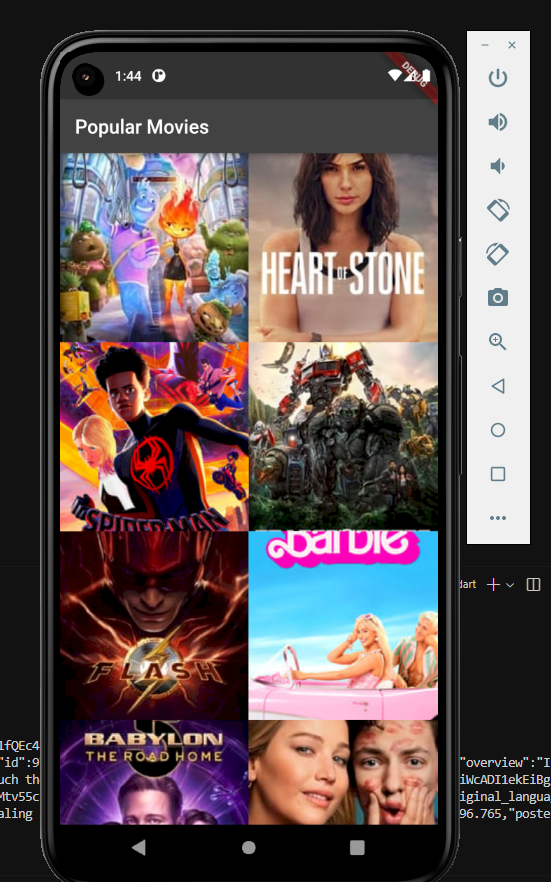 1:44
DEBUG
Popular Movies
HEART OF STONE
SPIDER-MAN
FLASH
Barbie
BABYLON
THE ROAD HOME
dart
1fQEc4
"id":9
"overview":"I
uch th
iWcADI1ekEiBg
Mtv55c
iginal_langua
aling
96.765,"poste